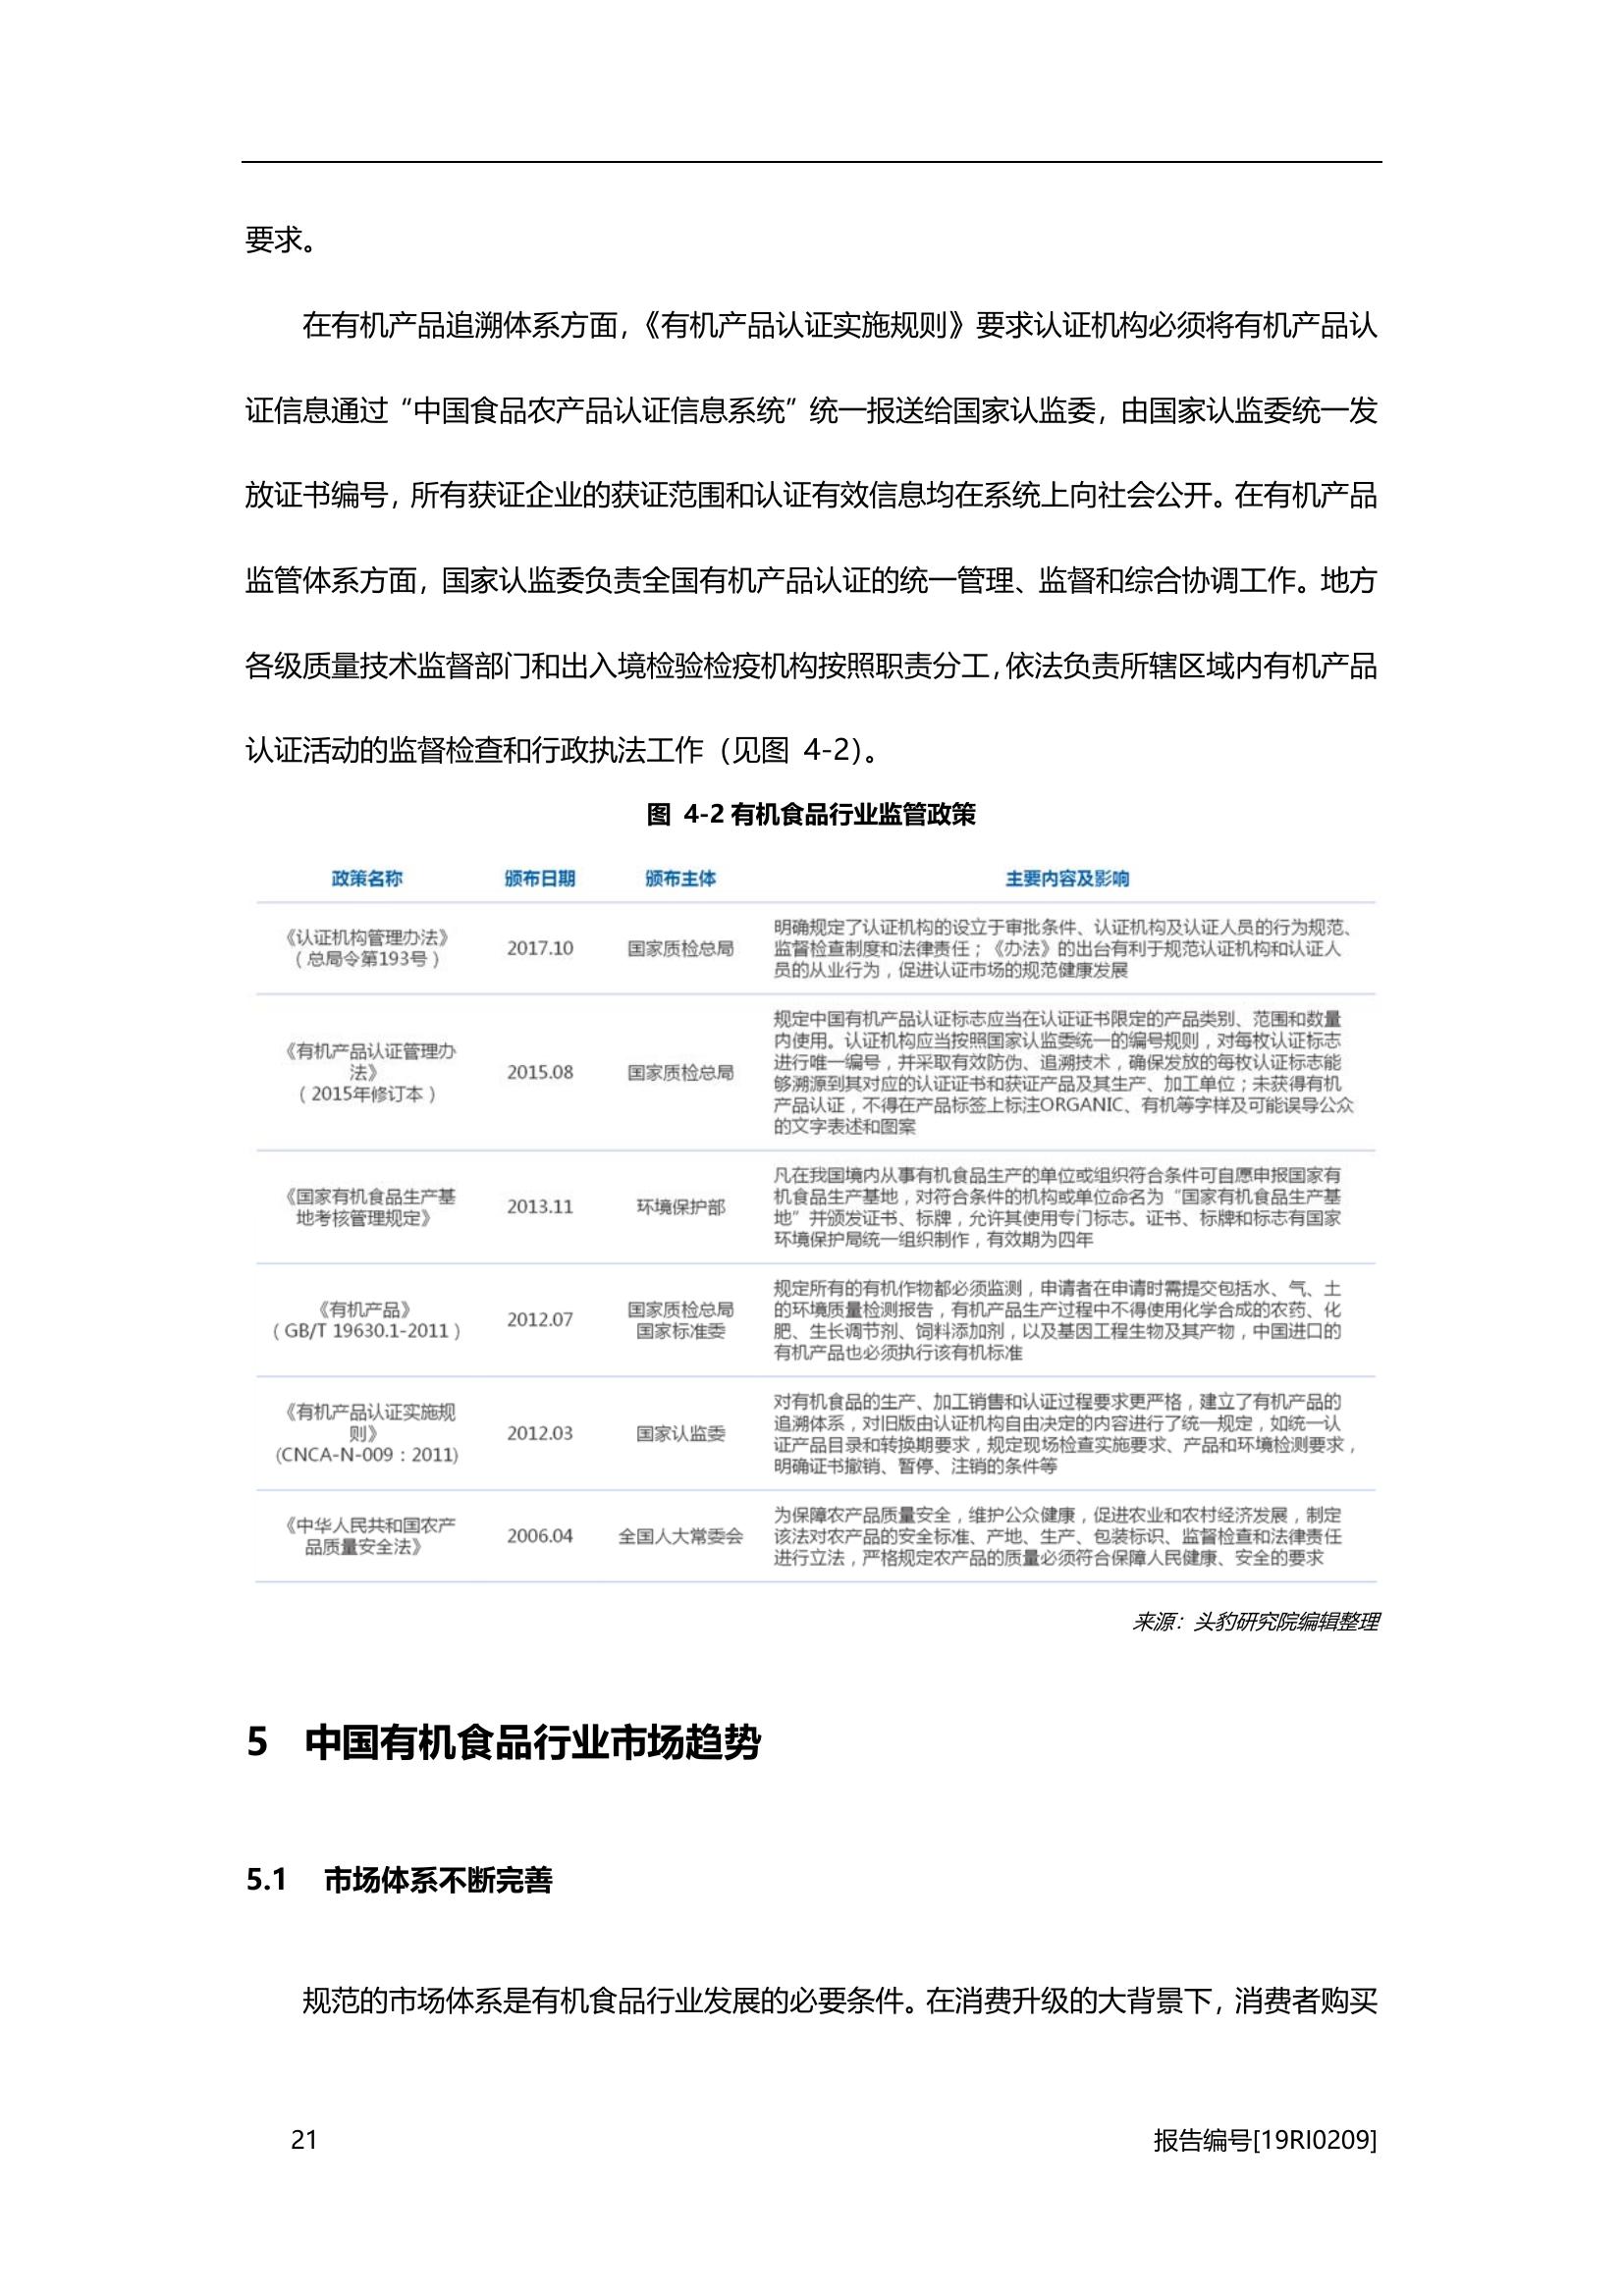 要求。
在有机产品追溯体系方面，《有机产品认证实施规则》要求认证机构必须将有机产品认
证信息通过“中国食品农产品认证信息系统”统一报送给国家认监委，由国家认监委统一发
放证书编号，所有获证企业的获证范围和认证有效信息均在系统上向社会公开。在有机产品
监管体系方面，国家认监委负责全国有机产品认证的统一管理、监督和综合协调工作。地方
各级质量技术监督部门和出入境检验检疫机构按照职责分工，依法负责所辖区域内有机产品
认证活动的监督检查和行政执法工作（见图 4-2）。
图 4-2 有机食品行业监管政策
政策名称 颁布日期 颁布主体 主要内容及影响
《认证机构管理办法》
（总局令第193号）
2017.10
国家质检总局
明确规定了认证机构的设立于审批条件、认证机构及认证人员的行为规范、
监督检查制度和法律责任；《办法》的出台有利于规范认证机构和认证人
员的从业行为，促进认证市场的规范健康发展
《有机产品认证管理办
法》
（2015年修订本）
2015.08
国家质检总局
规定中国有机产品认证标志应当在认证证书限定的产品类别、范围和数量
内使用。认证机构应当按照国家认监委统一的编号规则，对每枚认证标志
进行唯一编号，并采取有效防伪、追溯技术，确保发放的每枚认证标志能
够溯源到其对应的认证证书和获证产品及其生产、加工单位；未获得有机
产品认证，不得在产品标签上标注ORGANIC、有机等字样及可能误导公众
的文字表述和图案
《国家有机食品生产基
地考核管理规定》
2013.11
环境保护部
凡在我国境内从事有机食品生产的单位或组织符合条件可自愿申报国家有
机食品生产基地，对符合条件的机构或单位命名为“国家有机食品生产基
地”并颁发证书、标牌，允许其使用专门标志。证书、标牌和标志有国家
环境保护局统一组织制作，有效期为四年
《有机产品》
（GB/T 19630.1-2011）
2012.07
国家质检总局
国家标准委
规定所有的有机作物都必须监测，申请者在申请时需提交包括水、气、土
的环境质量检测报告，有机产品生产过程中不得使用化学合成的农药、化
肥、生长调节剂、饲料添加剂，以及基因工程生物及其产物，中国进口的
有机产品也必须执行该有机标准
《有机产品认证实施规
则》
(CNCA-N-009：2011)
2012.03
国家认监委
对有机食品的生产、加工销售和认证过程要求更严格，建立了有机产品的
追溯体系，对旧版由认证机构自由决定的内容进行了统一规定，如统一认
证产品目录和转换期要求，规定现场检查实施要求、产品和环境检测要求，
明确证书撤销、暂停、注销的条件等
《中华人民共和国农产
品质量安全法》
2006.04
全国人大常委会
为保障农产品质量安全，维护公众健康，促进农业和农村经济发展，制定
该法对农产品的安全标准、产地、生产、包装标识、监督检查和法律责任
进行立法，严格规定农产品的质量必须符合保障人民健康、安全的要求
来源：头豹研究院编辑整理
5 中国有机食品行业市场趋势
5.1 市场体系不断完善
规范的市场体系是有机食品行业发展的必要条件。在消费升级的大背景下，消费者购买
21 报告编号[19RI0209]